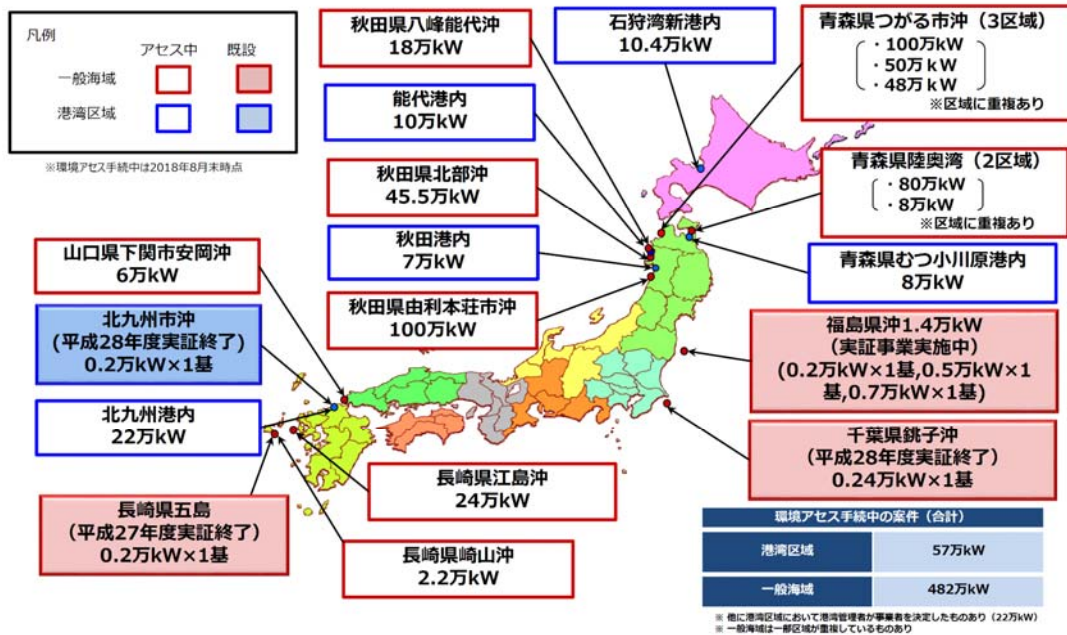 凡例
アセス中 既設
一般海域
港湾区域
※環境アセス手続中は2018年8月末時点
秋田県八峰能代沖
18万kW
石狩湾新港内
10.4万kW
青森県つがる市沖（3区域）
・100万kW
・50万kW
・48万kW
※区域に重複あり
能代港内
10万kW
青森県陸奥湾（2区域）
・80万kW
・8万kW
※区域に重複あり
秋田県北部沖
45.5万kW
秋田港内
7万kW
青森県むつ小川原港内
8万kW
山口県下関市安岡沖
6万kW
秋田県由利本荘市沖
100万kW
北九州市沖
(平成28年度実証終了)
0.2万kW×1基
福島県沖1.4万kW
(実証事業実施中)
(0.2万kW×1基,0.5万kW×1
基,0.7万kW×1基)
北九州港内
22万kW
千葉県銚子沖
(平成28年度実証終了)
0.24万kW×1基
長崎県江島沖
24万kW
長崎県五島
(平成27年度実証終了)
0.2万kW×1基
長崎県崎山沖
2.2万kW
環境アセス手続中の案件（合計）
港湾区域 57万kW
一般海域 482万kW
※ 他に港湾区域において港湾管理者が事業者を決定したものあり（22万kW）
※ 一般海域は一部区域が重複しているものあり